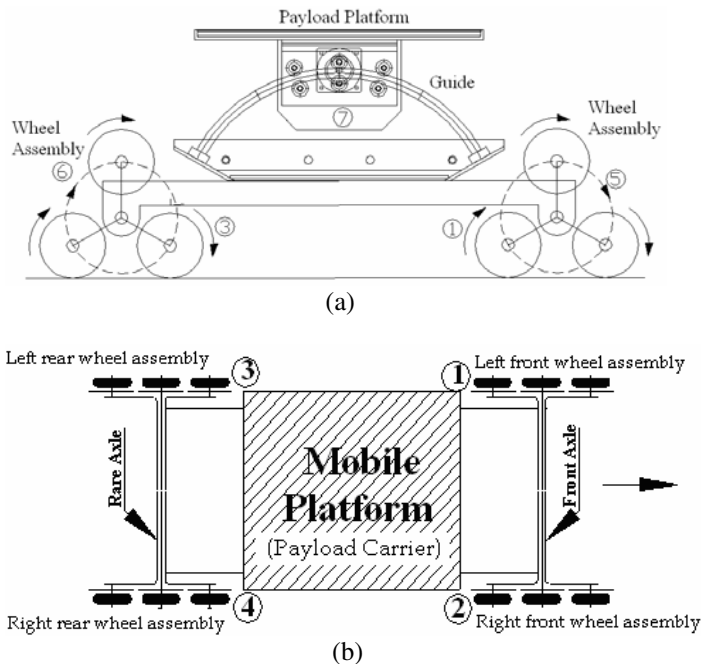 Payload Platform
Guide
Wheel
Assembly
Wheel
Assembly
⑦
⑥
⑤
③
①
(a)
Left rear wheel assembly
③
①
Left front wheel assembly
Rare Axle
Mobile
Platform
(Payload Carrier)
Front Axle
Right rear wheel assembly
④
②
Right front wheel assembly
(b)